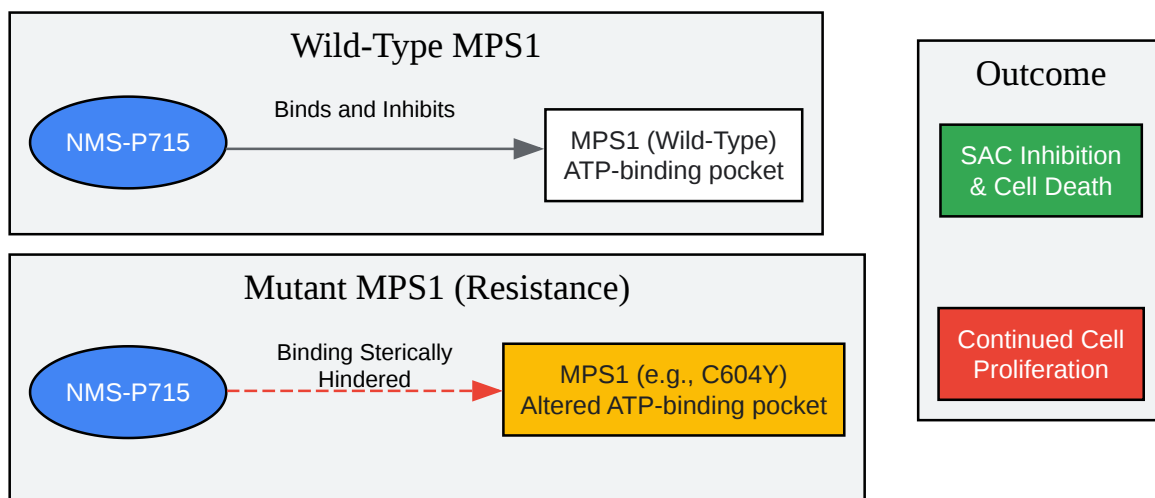 Wild-Type MPS1
Binds and Inhibits
NMS-P715
MPS1 (Wild-Type)
ATP-binding pocket
Mutant MPS1 (Resistance)
Binding Sterically
Hindered
NMS-P715
MPS1 (e.g., C604Y)
Altered ATP-binding pocket
Outcome
SAC Inhibition
& Cell Death
Continued Cell
Proliferation